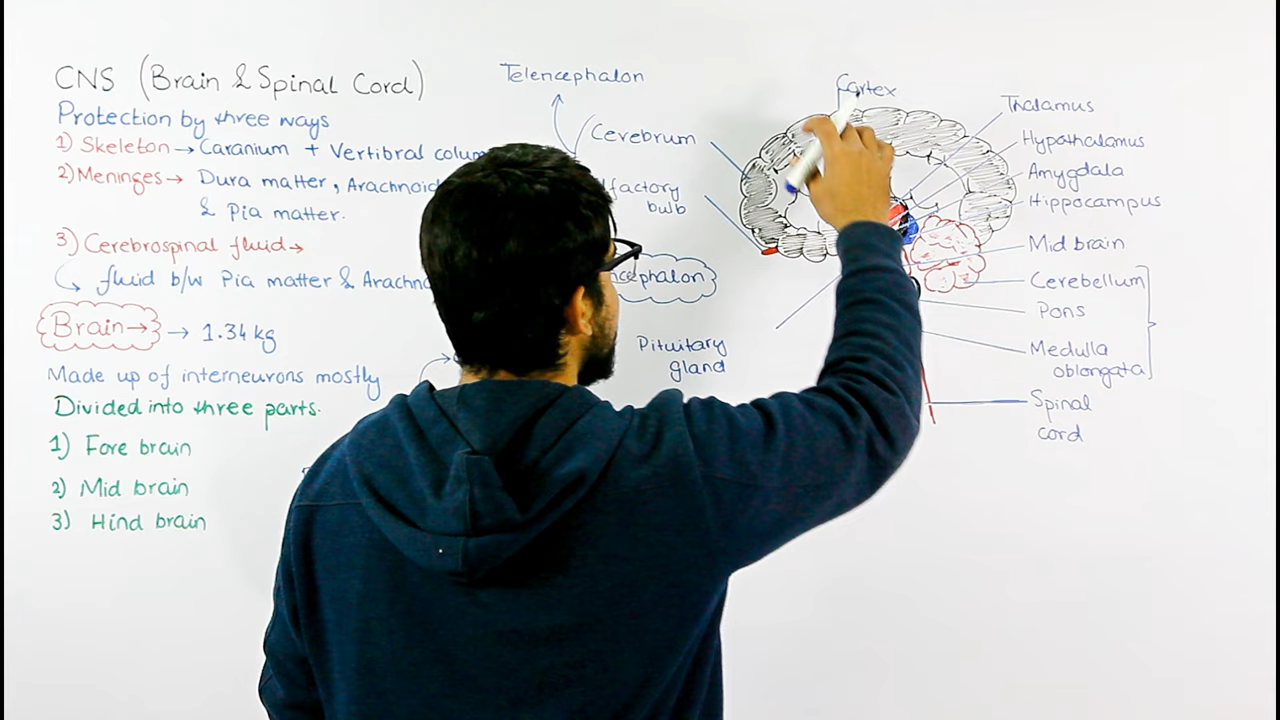 CNS (Brain & Spinal Cord)
Protection by three ways
1) Skeleton → Caranium + Vertibral colum
2) Meninges → Dura matter, Arachnoid
& Pia matter.
3) Cerebrospinal fluid →
fluid b/w Pia matter & Arachno
Brain → → 1.34 kg
Made up of interneurons mostly
Divided into three parts.
1) Fore brain
2) Mid brain
3) Hind brain
Telencephalon
Cerebrum
lfactory
bulb
ncephalon
Pituitary
gland
Cortex
Thalamus
Hypothalamus
Amygdala
Hippocampus
Mid brain
Cerebellum
Pons
Medulla
oblongata
Spinal
cord